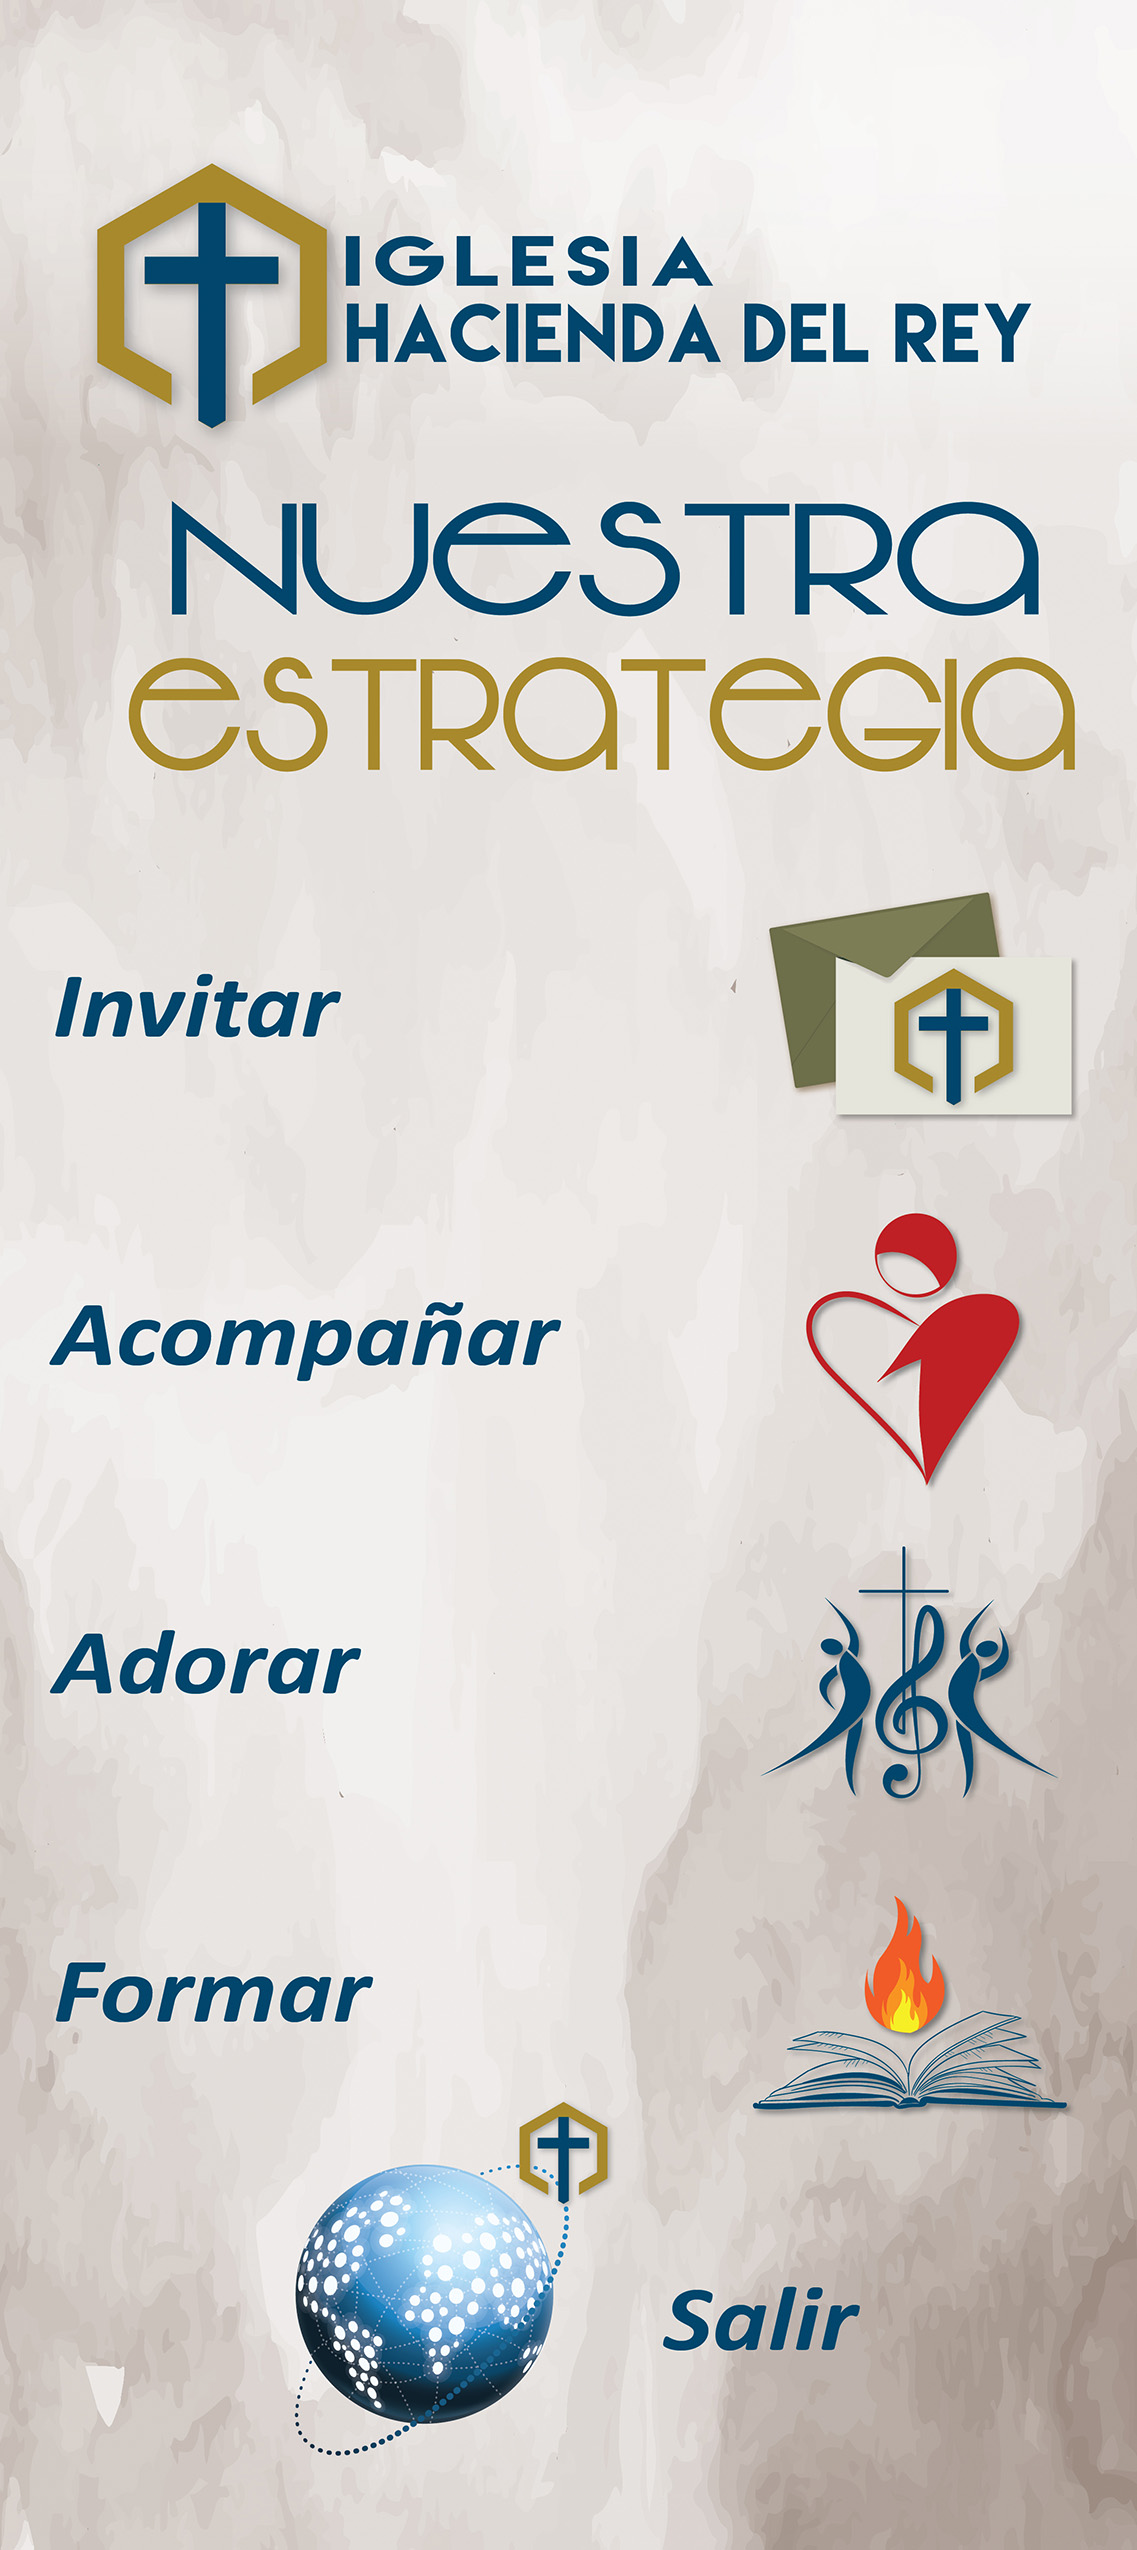 IGLESIA
HACIENDA DEL REY
NUeSTRa
eSTRaTeGIa
Invitar
Acompañar
Adorar
Formar
Salir